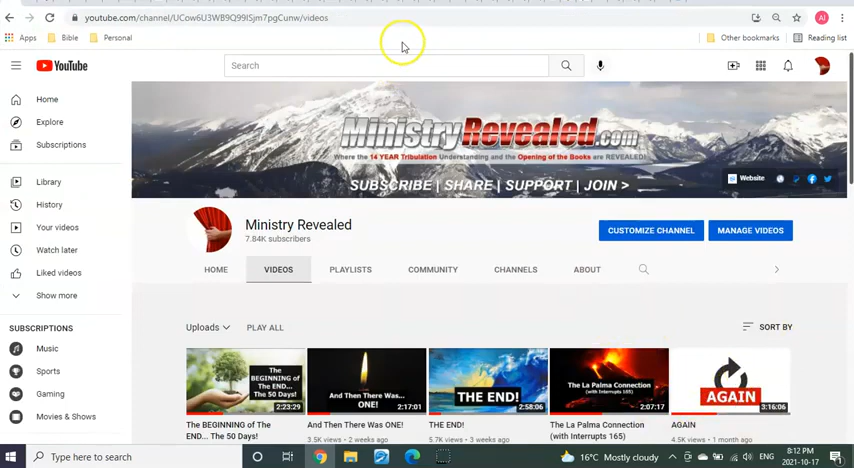 youtube.com/channel/UCow6U3WB9Q99ISjm7pgCunw/videos
AI
Apps Bible Personal Other bookmarks Reading list
YouTube
Search
Home
Explore
Subscriptions
Library
History
Your videos
Watch later
Liked videos
Show more
SUBSCRIPTIONS
Music
Sports
Gaming
Movies & Shows
MinistryRevealed.com
Where the 14 YEAR Tribulation Understanding and the Opening of the Books are REVEALED!
SUBSCRIBE | SHARE | SUPPORT | JOIN >
Website
Ministry Revealed
7.84K subscribers
CUSTOMIZE CHANNEL
MANAGE VIDEOS
HOME VIDEOS PLAYLISTS COMMUNITY CHANNELS ABOUT
Uploads PLAY ALL SORT BY
The
BEGINNING of
The END...
The 50 Days!
2:23:29
The BEGINNING of The
END... The 50 Days!
And Then There Was...
ONE!
2:17:01
And Then There Was ONE!
3.5K views • 2 weeks ago
THE END!
2:58:06
THE END!
5.7K views • 3 weeks ago
The La Palma Connection
(with Interrupts 165)
2:07:17
The La Palma Connection
(with Interrupts 165)
AGAIN
3:16:06
AGAIN
4.5K views • 1 month ago
Type here to search
16°C Mostly cloudy
ENG
8:12 PM
2021-10-17